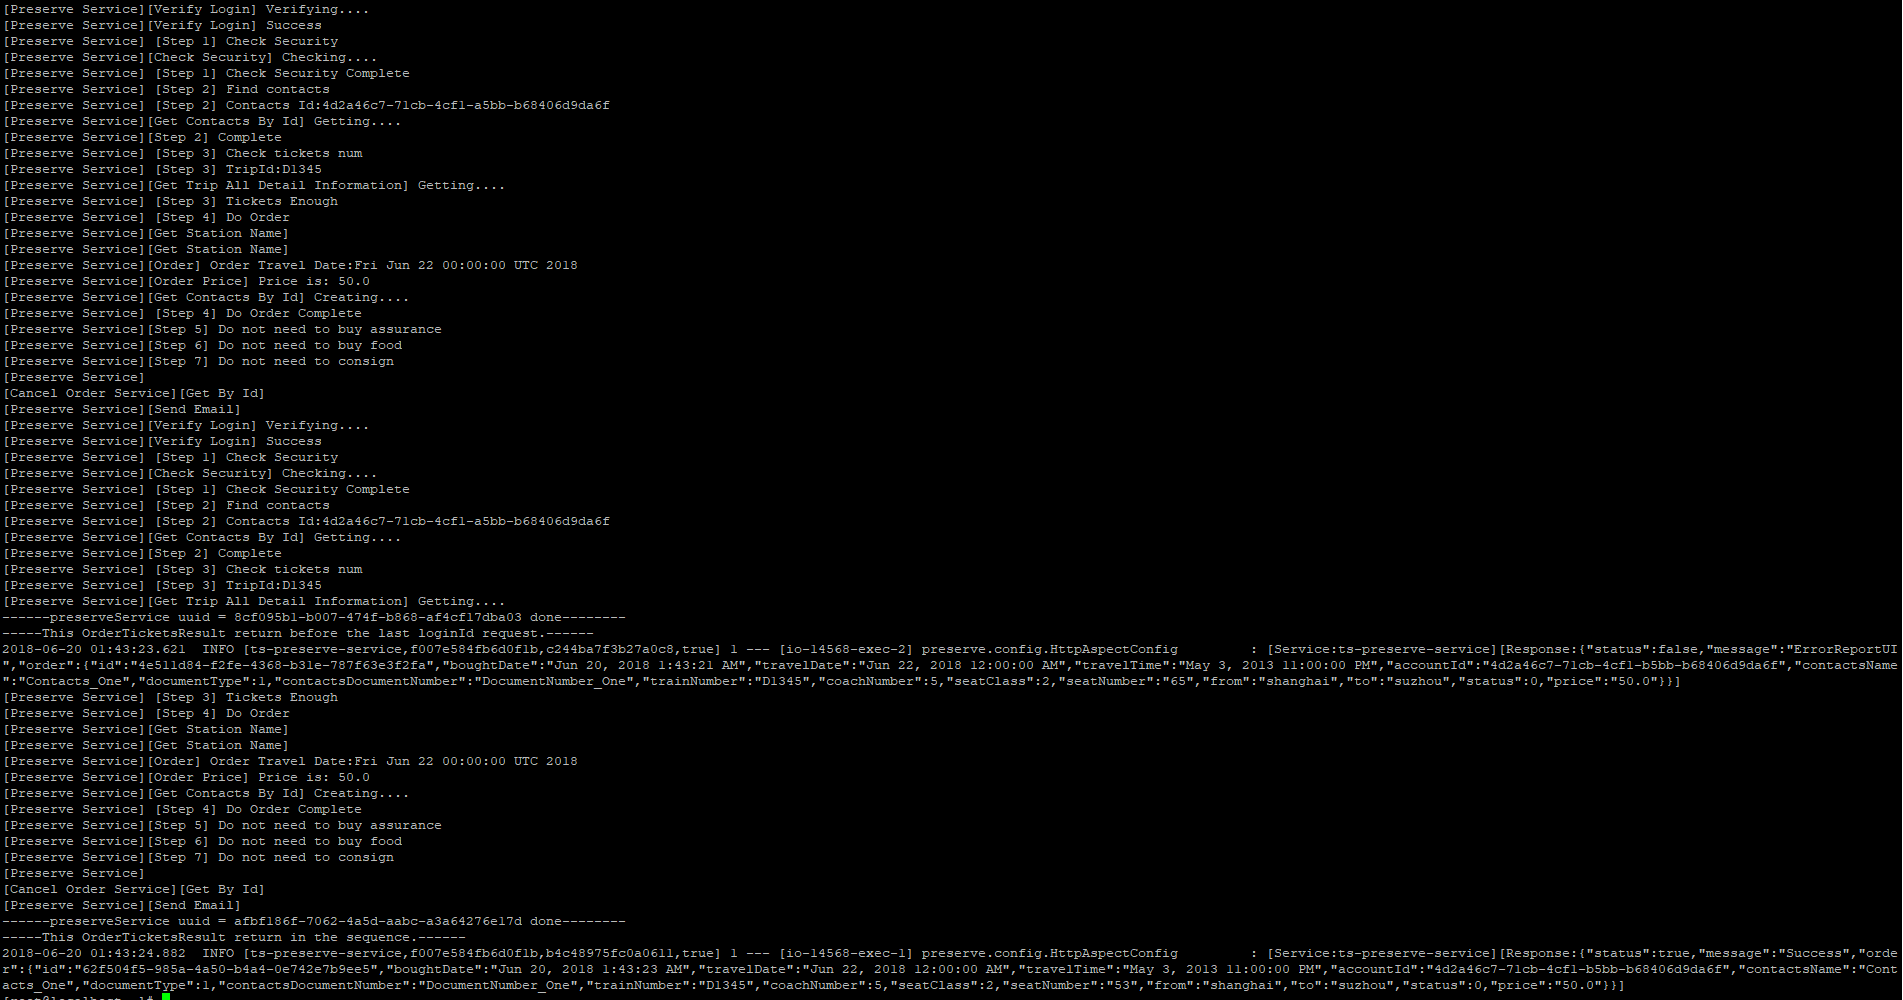 [Preserve Service][Verify Login] Verifying....
[Preserve Service][Verify Login] Success
[Preserve Service] [Step 1] Check Security
[Preserve Service][Check Security] Checking....
[Preserve Service] [Step 1] Check Security Complete
[Preserve Service] [Step 2] Find contacts
[Preserve Service] [Step 2] Contacts Id:4d2a46c7-71cb-4cf1-a5bb-b68406d9da6f
[Preserve Service][Get Contacts By Id] Getting....
[Preserve Service][Step 2] Complete
[Preserve Service] [Step 3] Check tickets num
[Preserve Service] [Step 3] TripId:D1345
[Preserve Service][Get Trip All Detail Information] Getting....
[Preserve Service] [Step 3] Tickets Enough
[Preserve Service] [Step 4] Do Order
[Preserve Service][Get Station Name]
[Preserve Service][Get Station Name]
[Preserve Service][Order] Order Travel Date:Fri Jun 22 00:00:00 UTC 2018
[Preserve Service][Order Price] Price is: 50.0
[Preserve Service][Get Contacts By Id] Creating....
[Preserve Service] [Step 4] Do Order Complete
[Preserve Service][Step 5] Do not need to buy assurance
[Preserve Service][Step 6] Do not need to buy food
[Preserve Service][Step 7] Do not need to consign
[Preserve Service]
[Cancel Order Service][Get By Id]
[Preserve Service][Send Email]
[Preserve Service][Verify Login] Verifying....
[Preserve Service][Verify Login] Success
[Preserve Service] [Step 1] Check Security
[Preserve Service][Check Security] Checking....
[Preserve Service] [Step 1] Check Security Complete
[Preserve Service] [Step 2] Find contacts
[Preserve Service] [Step 2] Contacts Id:4d2a46c7-71cb-4cf1-a5bb-b68406d9da6f
[Preserve Service][Get Contacts By Id] Getting....
[Preserve Service][Step 2] Complete
[Preserve Service] [Step 3] Check tickets num
[Preserve Service] [Step 3] TripId:D1345
[Preserve Service][Get Trip All Detail Information] Getting....
------preserveService uuid = 8cf095b1-b007-474f-b868-af4cf17dba03 done--------
-----This OrderTicketsResult return before the last loginId request.------
2018-06-20 01:43:23.621  INFO [ts-preserve-service,f007e584fb6d0f1b,c244ba7f3b27a0c8,true] 1 --- [io-14568-exec-2] preserve.config.HttpAspectConfig         : [Service:ts-preserve-service][Response:{"status":false,"message":"ErrorReportUI
","order":{"id":"4e511d84-f2fe-4368-b31e-787f63e3f2fa","boughtDate":"Jun 20, 2018 1:43:21 AM","travelDate":"Jun 22, 2018 12:00:00 AM","travelTime":"May 3, 2013 11:00:00 PM","accountId":"4d2a46c7-71cb-4cf1-b5bb-b68406d9da6f","contactsName
":"Contacts_One","documentType":1,"contactsDocumentNumber":"DocumentNumber_One","trainNumber":"D1345","coachNumber":5,"seatClass":2,"seatNumber":"65","from":"shanghai","to":"suzhou","status":0,"price":"50.0"}}]
[Preserve Service] [Step 3] Tickets Enough
[Preserve Service] [Step 4] Do Order
[Preserve Service][Get Station Name]
[Preserve Service][Get Station Name]
[Preserve Service][Order] Order Travel Date:Fri Jun 22 00:00:00 UTC 2018
[Preserve Service][Order Price] Price is: 50.0
[Preserve Service][Get Contacts By Id] Creating....
[Preserve Service] [Step 4] Do Order Complete
[Preserve Service][Step 5] Do not need to buy assurance
[Preserve Service][Step 6] Do not need to buy food
[Preserve Service][Step 7] Do not need to consign
[Preserve Service]
[Cancel Order Service][Get By Id]
[Preserve Service][Send Email]
------preserveService uuid = afbf186f-7062-4a5d-aabc-a3a64276e17d done--------
-----This OrderTicketsResult return in the sequence.------
2018-06-20 01:43:24.882  INFO [ts-preserve-service,f007e584fb6d0f1b,b4c48975fc0a0611,true] 1 --- [io-14568-exec-1] preserve.config.HttpAspectConfig         : [Service:ts-preserve-service][Response:{"status":true,"message":"Success","orde
r":{"id":"62f504f5-985a-4a50-b4a4-0e742e7b9ee5","boughtDate":"Jun 20, 2018 1:43:23 AM","travelDate":"Jun 22, 2018 12:00:00 AM","travelTime":"May 3, 2013 11:00:00 PM","accountId":"4d2a46c7-71cb-4cf1-b5bb-b68406d9da6f","contactsName":"Cont
acts_One","documentType":1,"contactsDocumentNumber":"DocumentNumber_One","trainNumber":"D1345","coachNumber":5,"seatClass":2,"seatNumber":"53","from":"shanghai","to":"suzhou","status":0,"price":"50.0"}}]